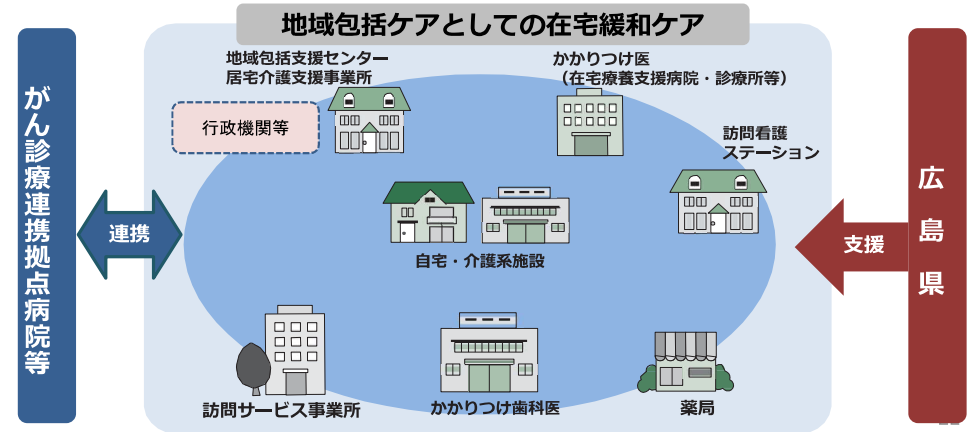 地域包括ケアとしての在宅緩和ケア
がん診療連携拠点病院等
連携
地域包括支援センター
居宅介護支援事業所
行政機関等
かかりつけ医
（在宅療養支援病院・診療所等）
訪問看護
ステーション
自宅・介護系施設
訪問サービス事業所
かかりつけ歯科医
薬局
支援
広島県